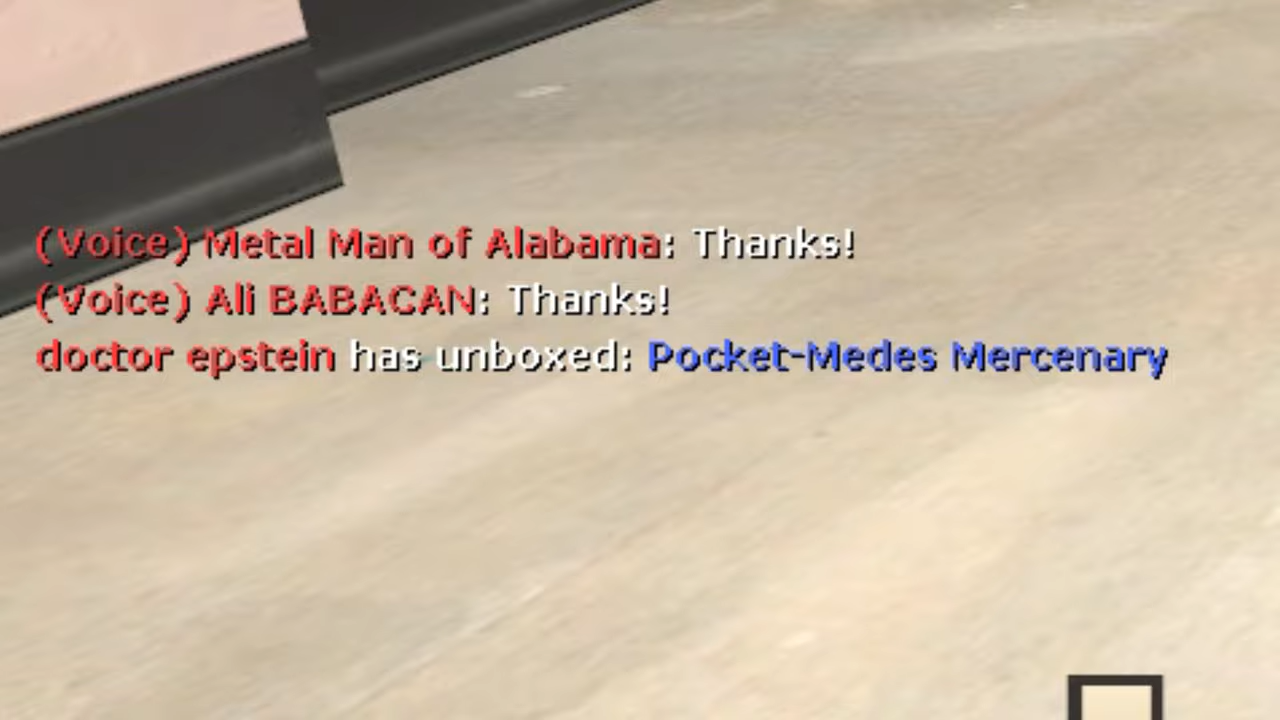 (Voice) Metal Man of Alabama: Thanks!
(Voice) Ali BABACAN: Thanks!
doctor epstein has unboxed: Pocket-Medes Mercenary